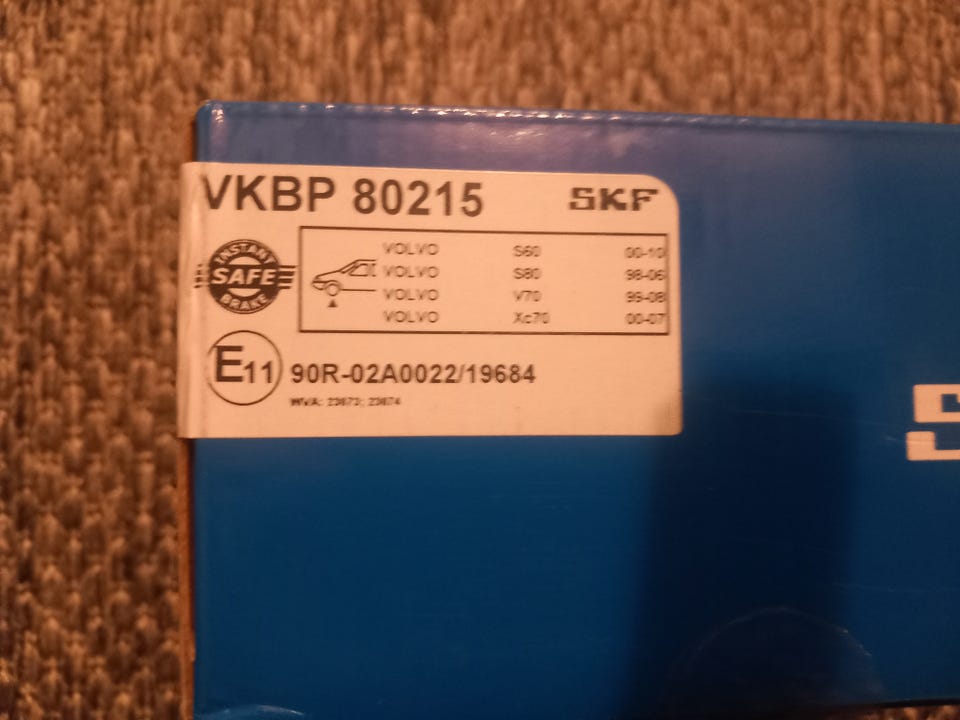 VKBP 80215 SKF
INSTANT
SAFE
BRAKE
VOLVO S60 00-10
VOLVO S80 98-06
VOLVO V70 99-08
VOLVO Xc70 00-07
E11 90R-02A0022/19684
WVA: 23673; 23674
S